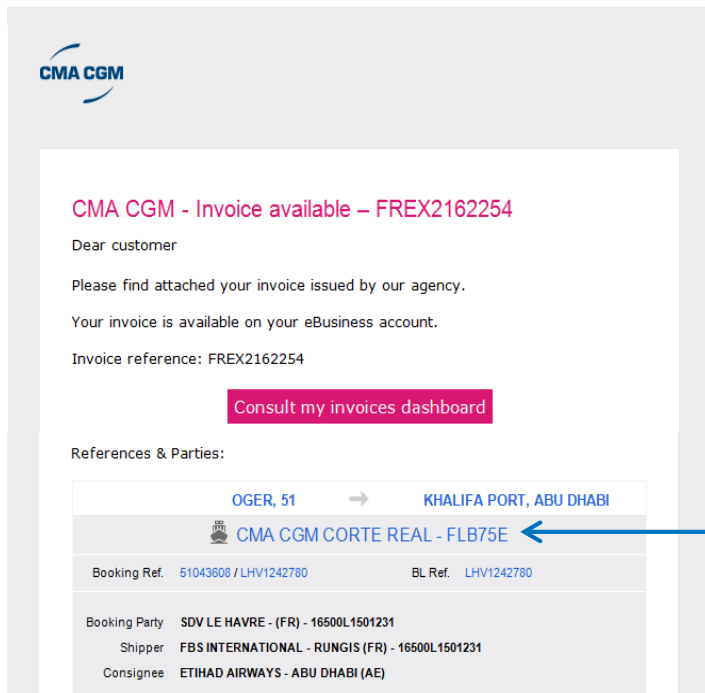 CMA CGM
CMA CGM - Invoice available – FREX2162254
Dear customer
Please find attached your invoice issued by our agency.
Your invoice is available on your eBusiness account.
Invoice reference: FREX2162254
Consult my invoices dashboard
References & Parties:
OGER, 51 KHALIFA PORT, ABU DHABI
CMA CGM CORTE REAL - FLB75E
Booking Ref. 51043608 / LHV1242780 BL Ref. LHV1242780
Booking Party SDV LE HAVRE - (FR) - 16500L1501231
Shipper FBS INTERNATIONAL - RUNGIS (FR) - 16500L1501231
Consignee ETIHAD AIRWAYS - ABU DHABI (AE)